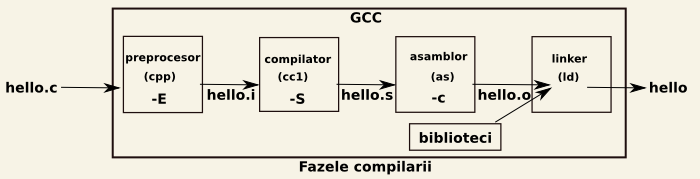 GCC
preprocesor
(cpp)
-E
compilator
(cc1)
-S
asamblor
(as)
-c
linker
(ld)
hello.c
hello.i
hello.s
hello.o
hello
biblioteci
Fazele compilarii